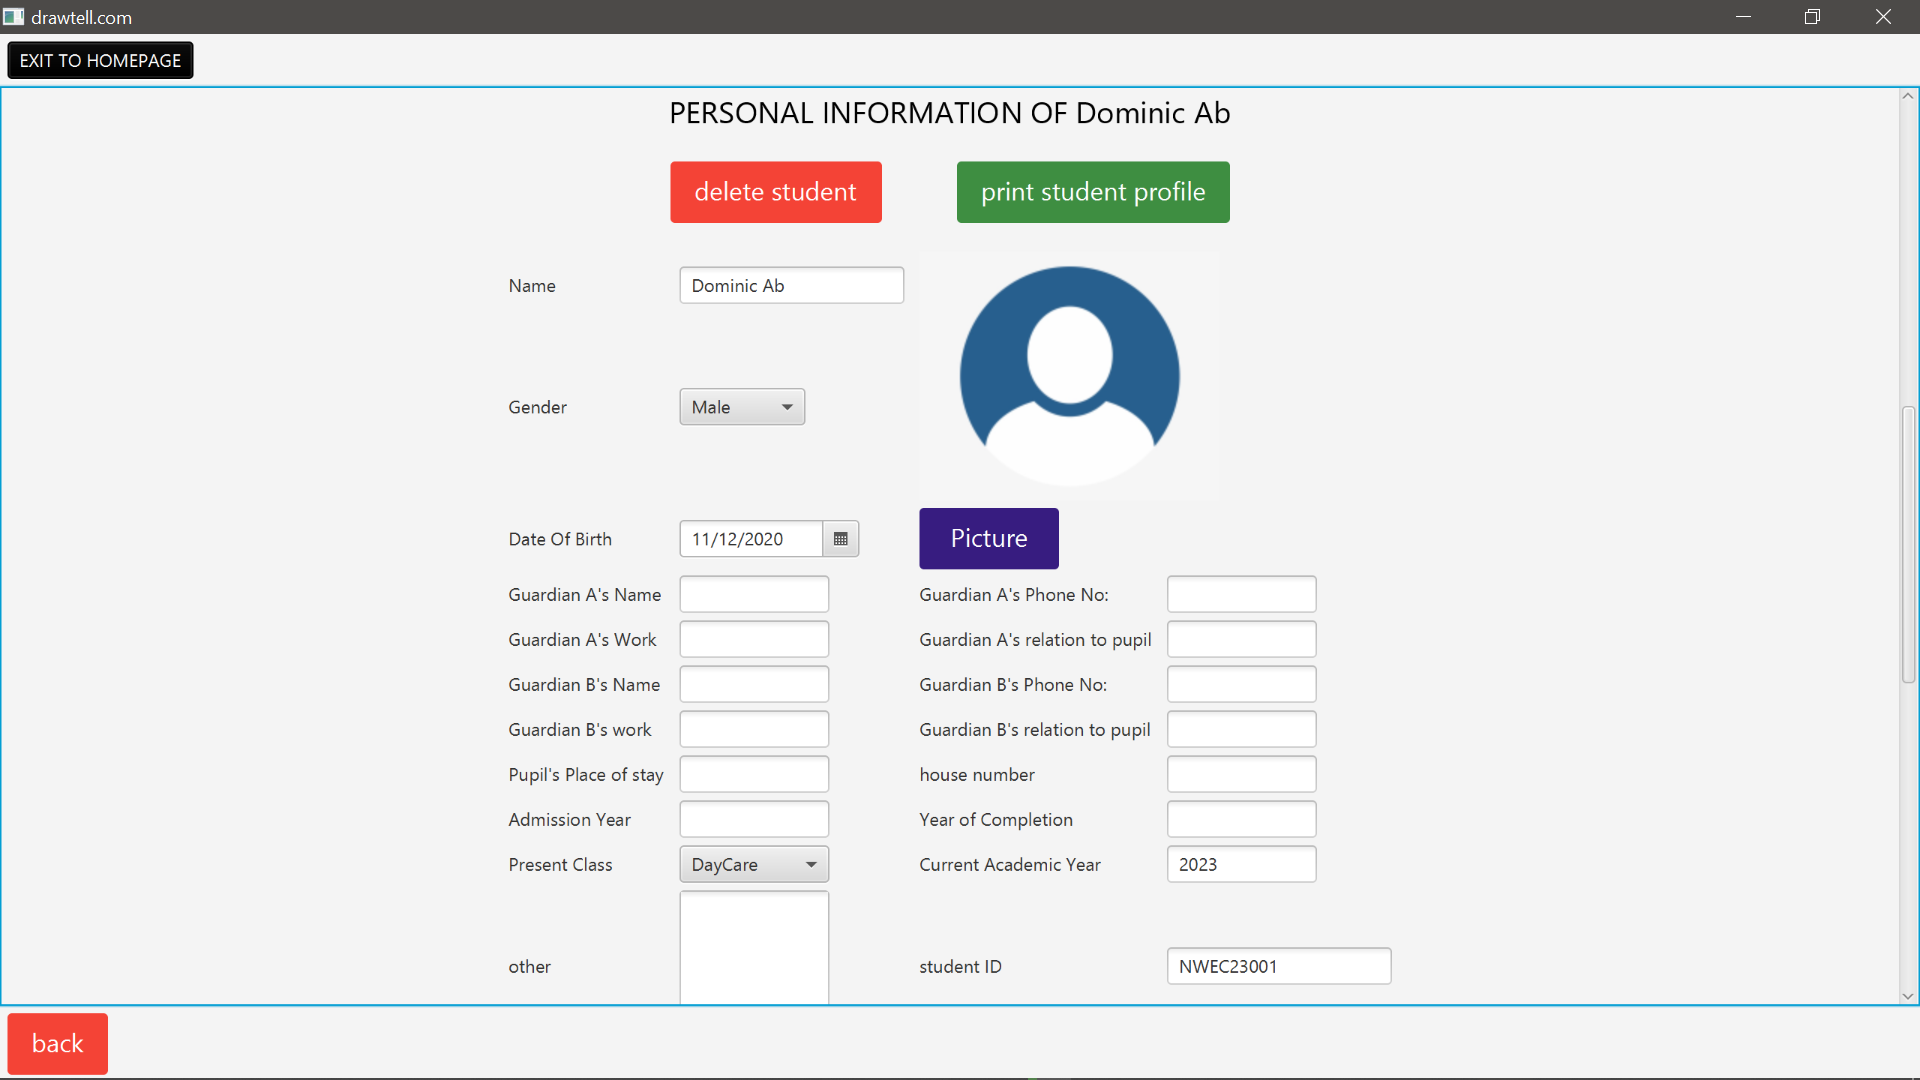 drawtell.com
EXIT TO HOMEPAGE
PERSONAL INFORMATION OF Dominic Ab
delete student print student profile
Name Dominic Ab
Gender Male
Date Of Birth 11/12/2020 Picture
Guardian A's Name Guardian A's Phone No:
Guardian A's Work Guardian A's relation to pupil
Guardian B's Name Guardian B's Phone No:
Guardian B's work Guardian B's relation to pupil
Pupil's Place of stay house number
Admission Year Year of Completion
Present Class DayCare Current Academic Year 2023
other student ID NWEC23001
back